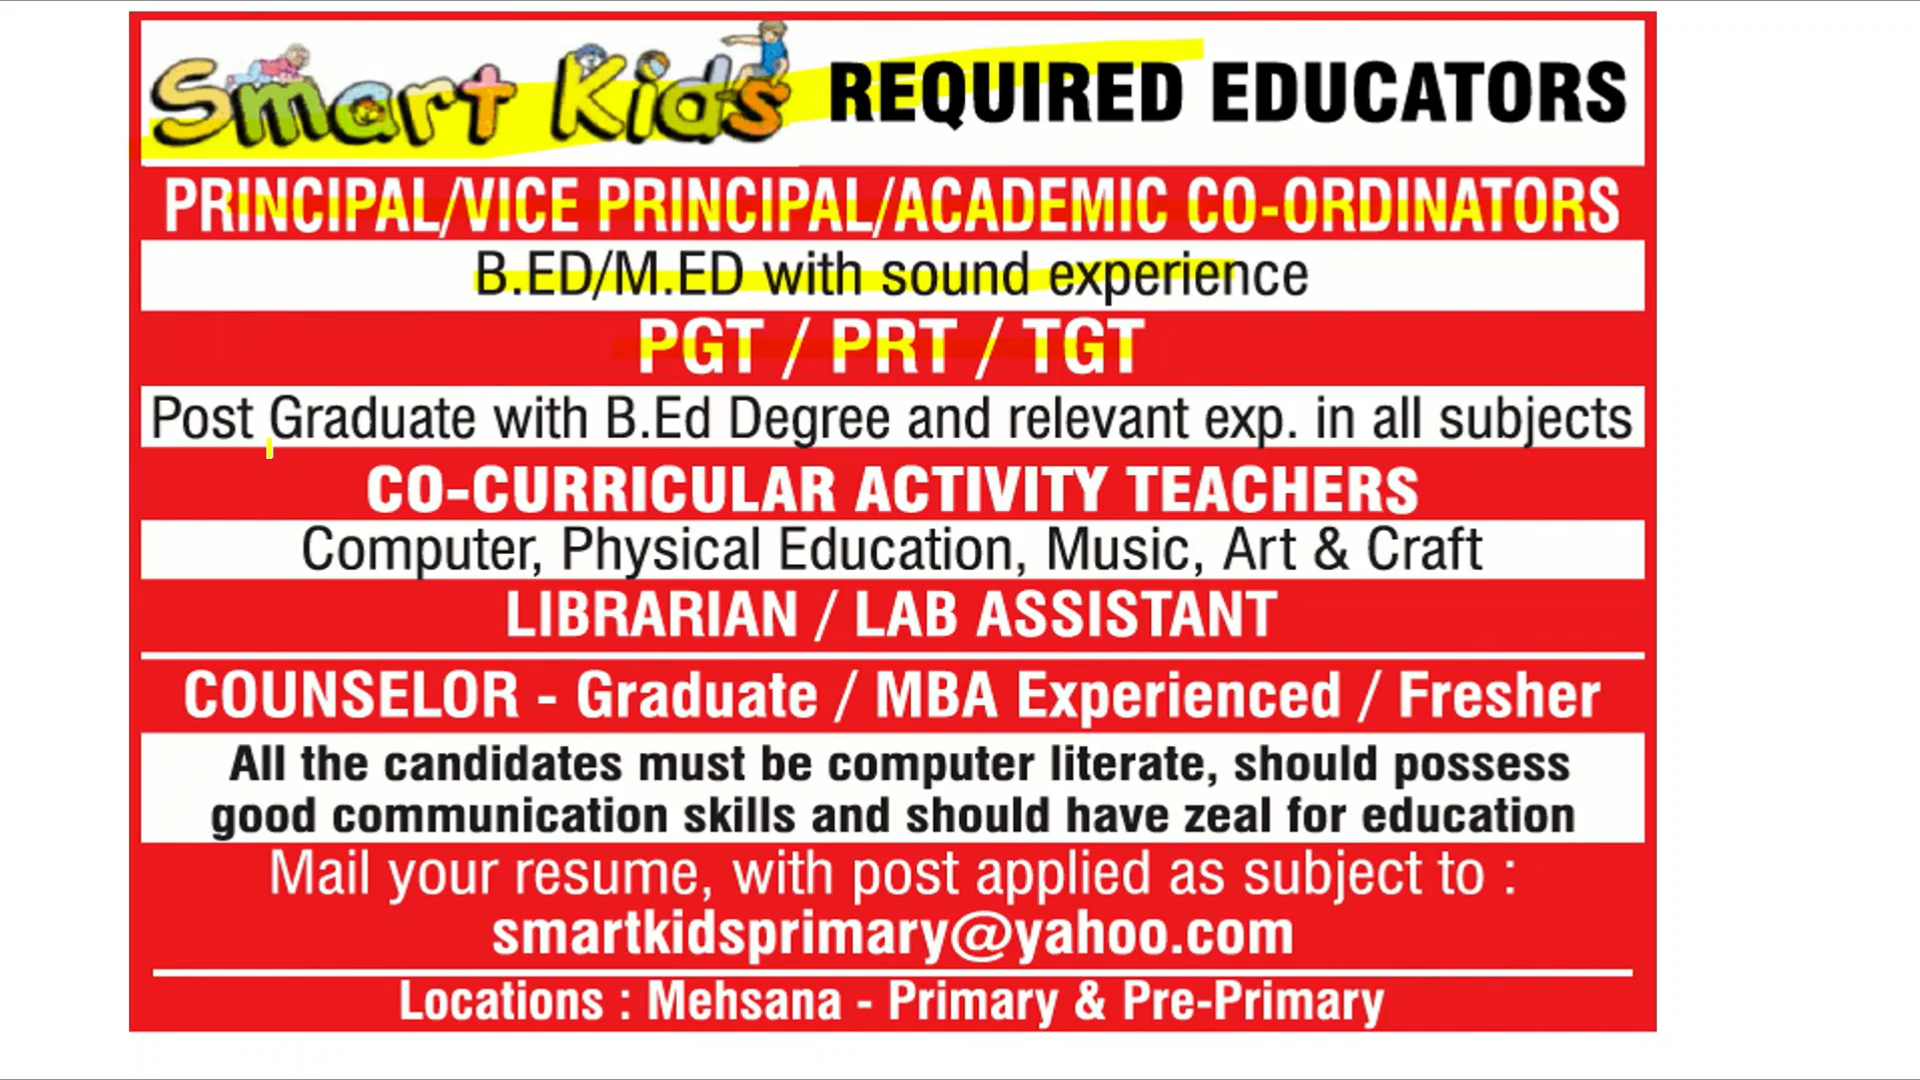 Smart Kids REQUIRED EDUCATORS
PRINCIPAL/VICE PRINCIPAL/ACADEMIC CO-ORDINATORS
B.ED/M.ED with sound experience
PGT / PRT / TGT
Post Graduate with B.Ed Degree and relevant exp. in all subjects
CO-CURRICULAR ACTIVITY TEACHERS
Computer, Physical Education, Music, Art & Craft
LIBRARIAN / LAB ASSISTANT
COUNSELOR - Graduate / MBA Experienced / Fresher
All the candidates must be computer literate, should possess
good communication skills and should have zeal for education
Mail your resume, with post applied as subject to :
smartkidsprimary@yahoo.com
Locations : Mehsana - Primary & Pre-Primary